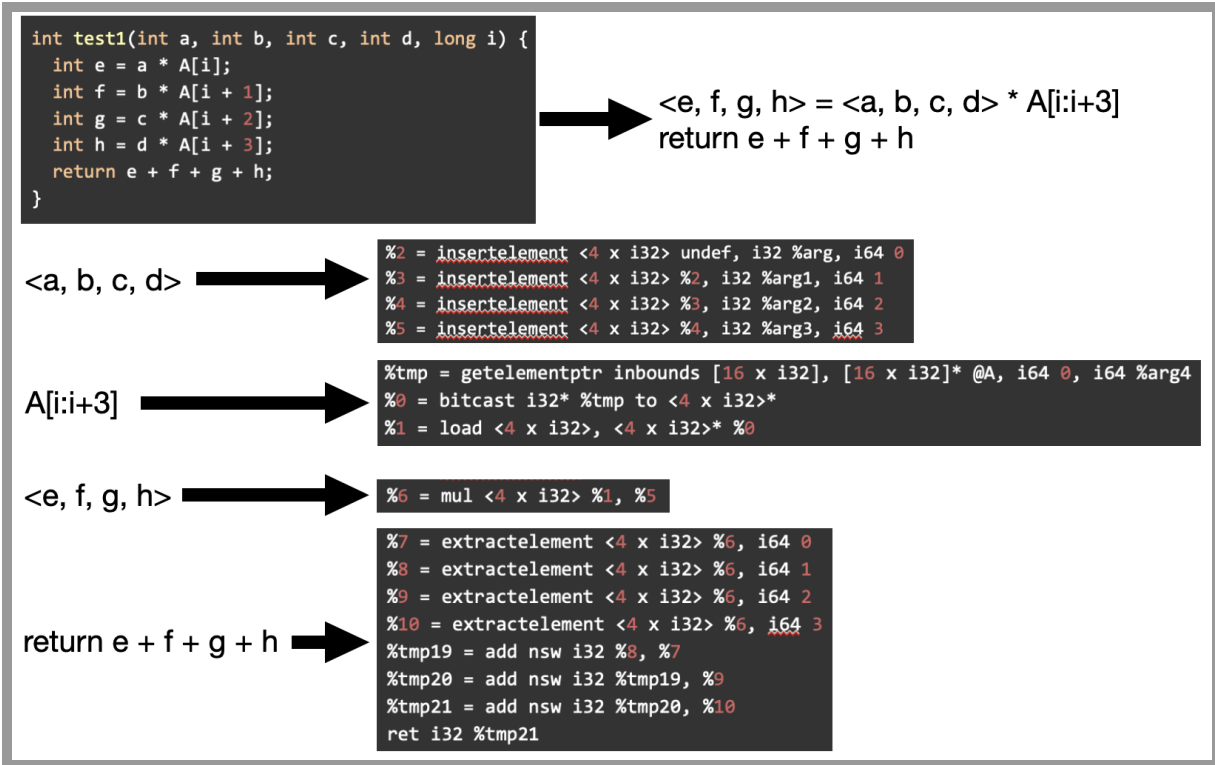 int test1(int a, int b, int c, int d, long i) {
int e = a * A[i];
int f = b * A[i + 1];
int g = c * A[i + 2];
int h = d * A[i + 3];
return e + f + g + h;
}
<e, f, g, h> = <a, b, c, d> * A[i:i+3]
return e + f + g + h
<a, b, c, d>
%2 = insertelement <4 x i32> undef, i32 %arg, i64 0
%3 = insertelement <4 x i32> %2, i32 %arg1, i64 1
%4 = insertelement <4 x i32> %3, i32 %arg2, i64 2
%5 = insertelement <4 x i32> %4, i32 %arg3, i64 3
A[i:i+3]
%tmp = getelementptr inbounds [16 x i32], [16 x i32]* @A, i64 0, i64 %arg4
%0 = bitcast i32* %tmp to <4 x i32>*
%1 = load <4 x i32>, <4 x i32>* %0
<e, f, g, h>
%6 = mul <4 x i32> %1, %5
return e + f + g + h
%7 = extractelement <4 x i32> %6, i64 0
%8 = extractelement <4 x i32> %6, i64 1
%9 = extractelement <4 x i32> %6, i64 2
%10 = extractelement <4 x i32> %6, i64 3
%tmp19 = add nsw i32 %8, %7
%tmp20 = add nsw i32 %tmp19, %9
%tmp21 = add nsw i32 %tmp20, %10
ret i32 %tmp21